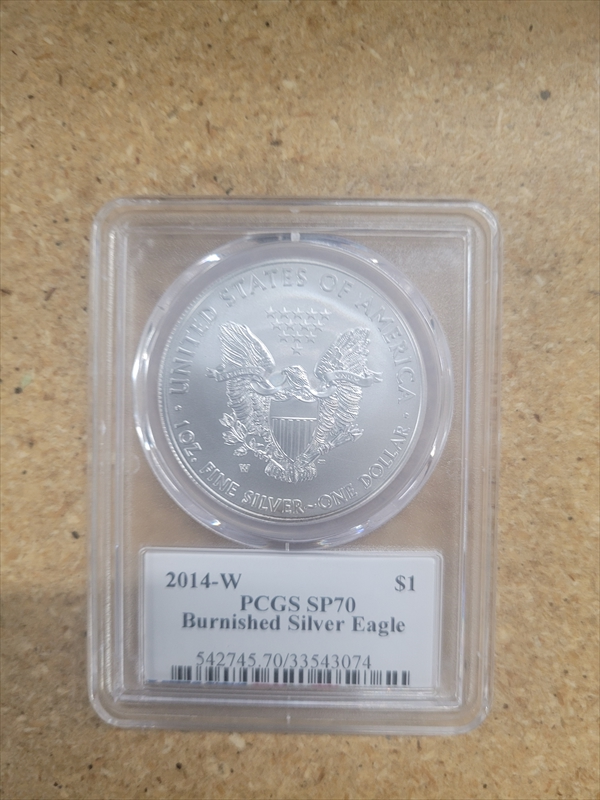 UNITED STATES OF AMERICA
1 OZ. FINE SILVER~ONE DOLLAR
W
2014-W $1
PCGS SP70
Burnished Silver Eagle
542745.70/33543074